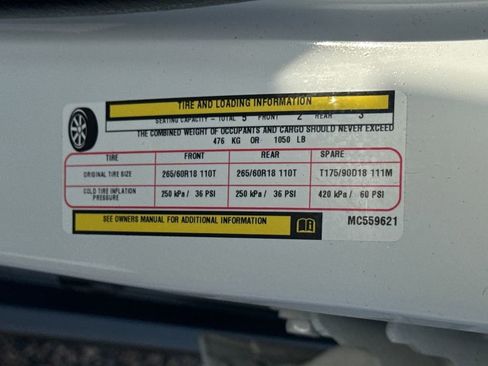 TIRE AND LOADING INFORMATION
SEATING CAPACITY - TOTAL 5 FRONT 2 REAR 3
THE COMBINED WEIGHT OF OCCUPANTS AND CARGO SHOULD NEVER EXCEED
476 KG OR 1050 LB
TIRE FRONT REAR SPARE
ORIGINAL TIRE SIZE 265/60R18 110T 265/60R18 110T T175/90D18 111M
COLD TIRE INFLATION PRESSURE 250 kPa / 36 PSI 250 kPa / 36 PSI 420 kPa / 60 PSI
SEE OWNERS MANUAL FOR ADDITIONAL INFORMATION MC559621